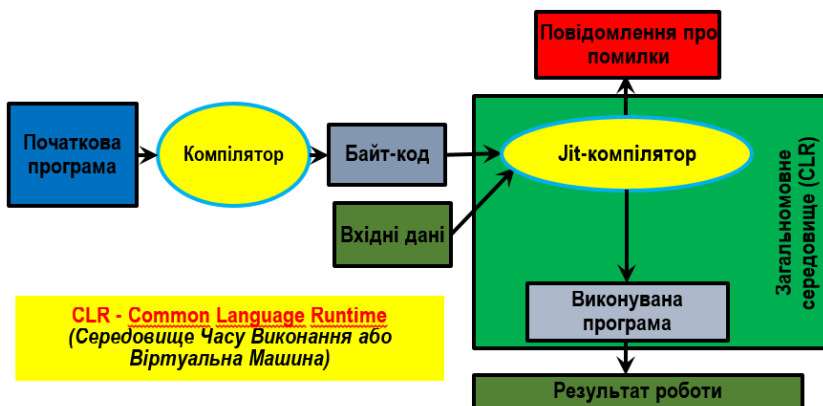 Повідомлення про
помилки
Початкова
програма
Компілятор
Байт-код
Jit-компілятор
Загальномовне
середовище (CLR)
Вхідні дані
Виконувана
програма
CLR - Common Language Runtime
(Середовище Часу Виконання або
Віртуальна Машина)
Результат роботи